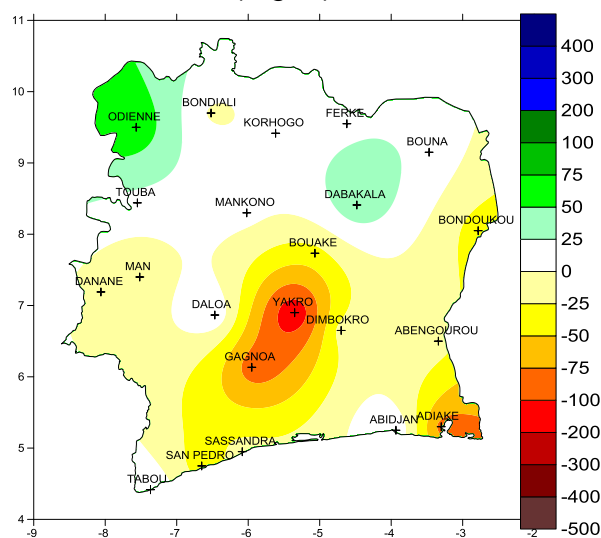 11
10
9
8
7
6
5
4
-9
-8
-7
-6
-5
-4
-3
-2
ODIENNE
BONDIALI
KORHOGO
FERKE
BOUNA
TOUBA
MANKONO
DABAKALA
BONDOUKOU
BOUAKE
MAN
DANANE
DALOA
YAKRO
DIMBOKRO
ABENGOUROU
GAGNOA
ABIDJAN
ADIAKE
SASSANDRA
SAN PEDRO
TABOU
400
300
200
100
75
50
25
0
-25
-50
-75
-100
-200
-300
-400
-500